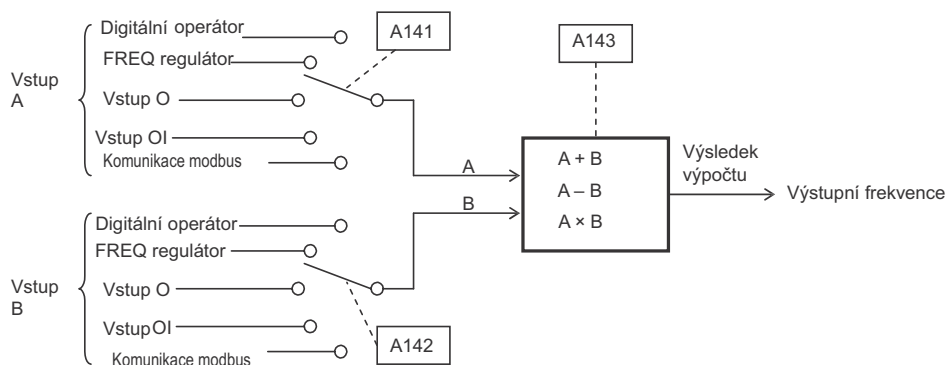 Vstup
A
Digitální operátor
FREQ regulátor
Vstup O
Vstup OI
Komunikace modbus
A141
A143
A
B
A + B
A – B
A × B
Výsledek
výpočtu
Výstupní frekvence
Vstup
B
Digitální operátor
FREQ regulátor
Vstup O
Vstup OI
Komunikace modbus
A142